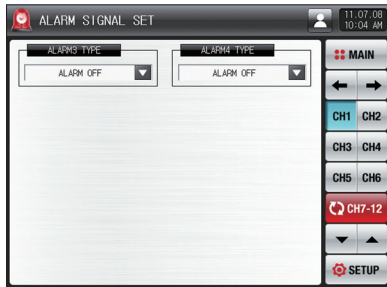 ALARM SIGNAL SET
11.07.08
10:04 AM
ALARM3 TYPE
ALARM4 TYPE
ALARM OFF
ALARM OFF
MAIN
CH1 CH2
CH3 CH4
CH5 CH6
CH7-12
SETUP